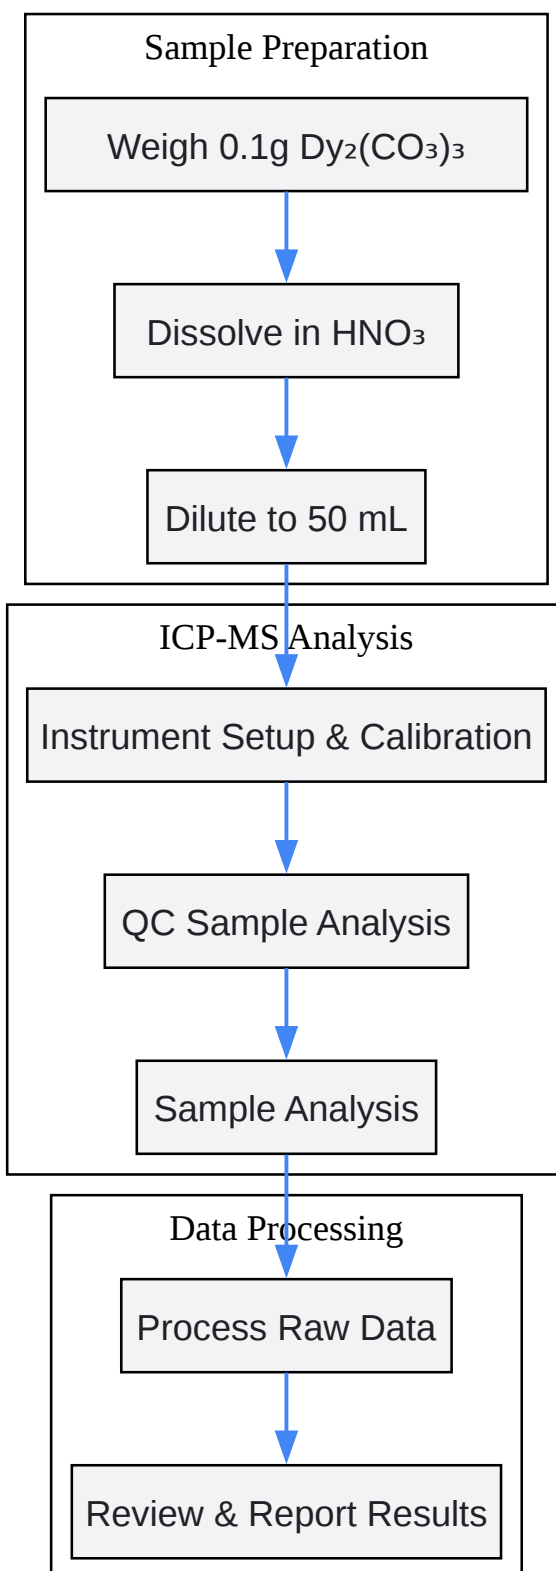 Sample Preparation
Weigh 0.1g Dy₂(CO₃)₃
Dissolve in HNO₃
Dilute to 50 mL
ICP-MS Analysis
Instrument Setup & Calibration
QC Sample Analysis
Sample Analysis
Data Processing
Process Raw Data
Review & Report Results